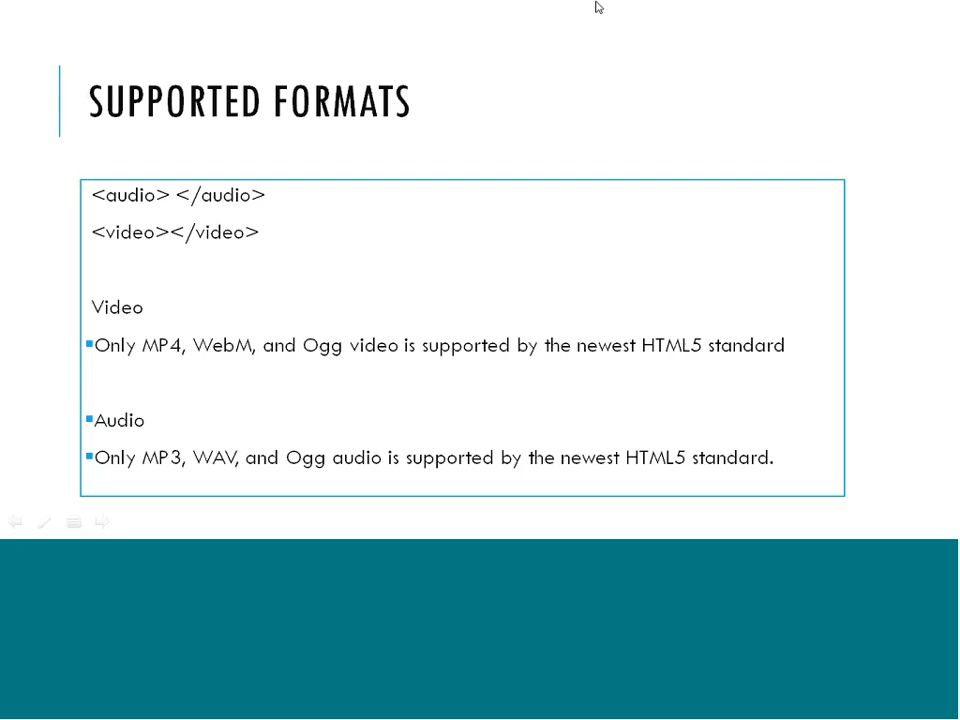 SUPPORTED FORMATS
<audio> </audio>
<video></video>
Video
▪Only MP4, WebM, and Ogg video is supported by the newest HTML5 standard
▪Audio
▪Only MP3, WAV, and Ogg audio is supported by the newest HTML5 standard.